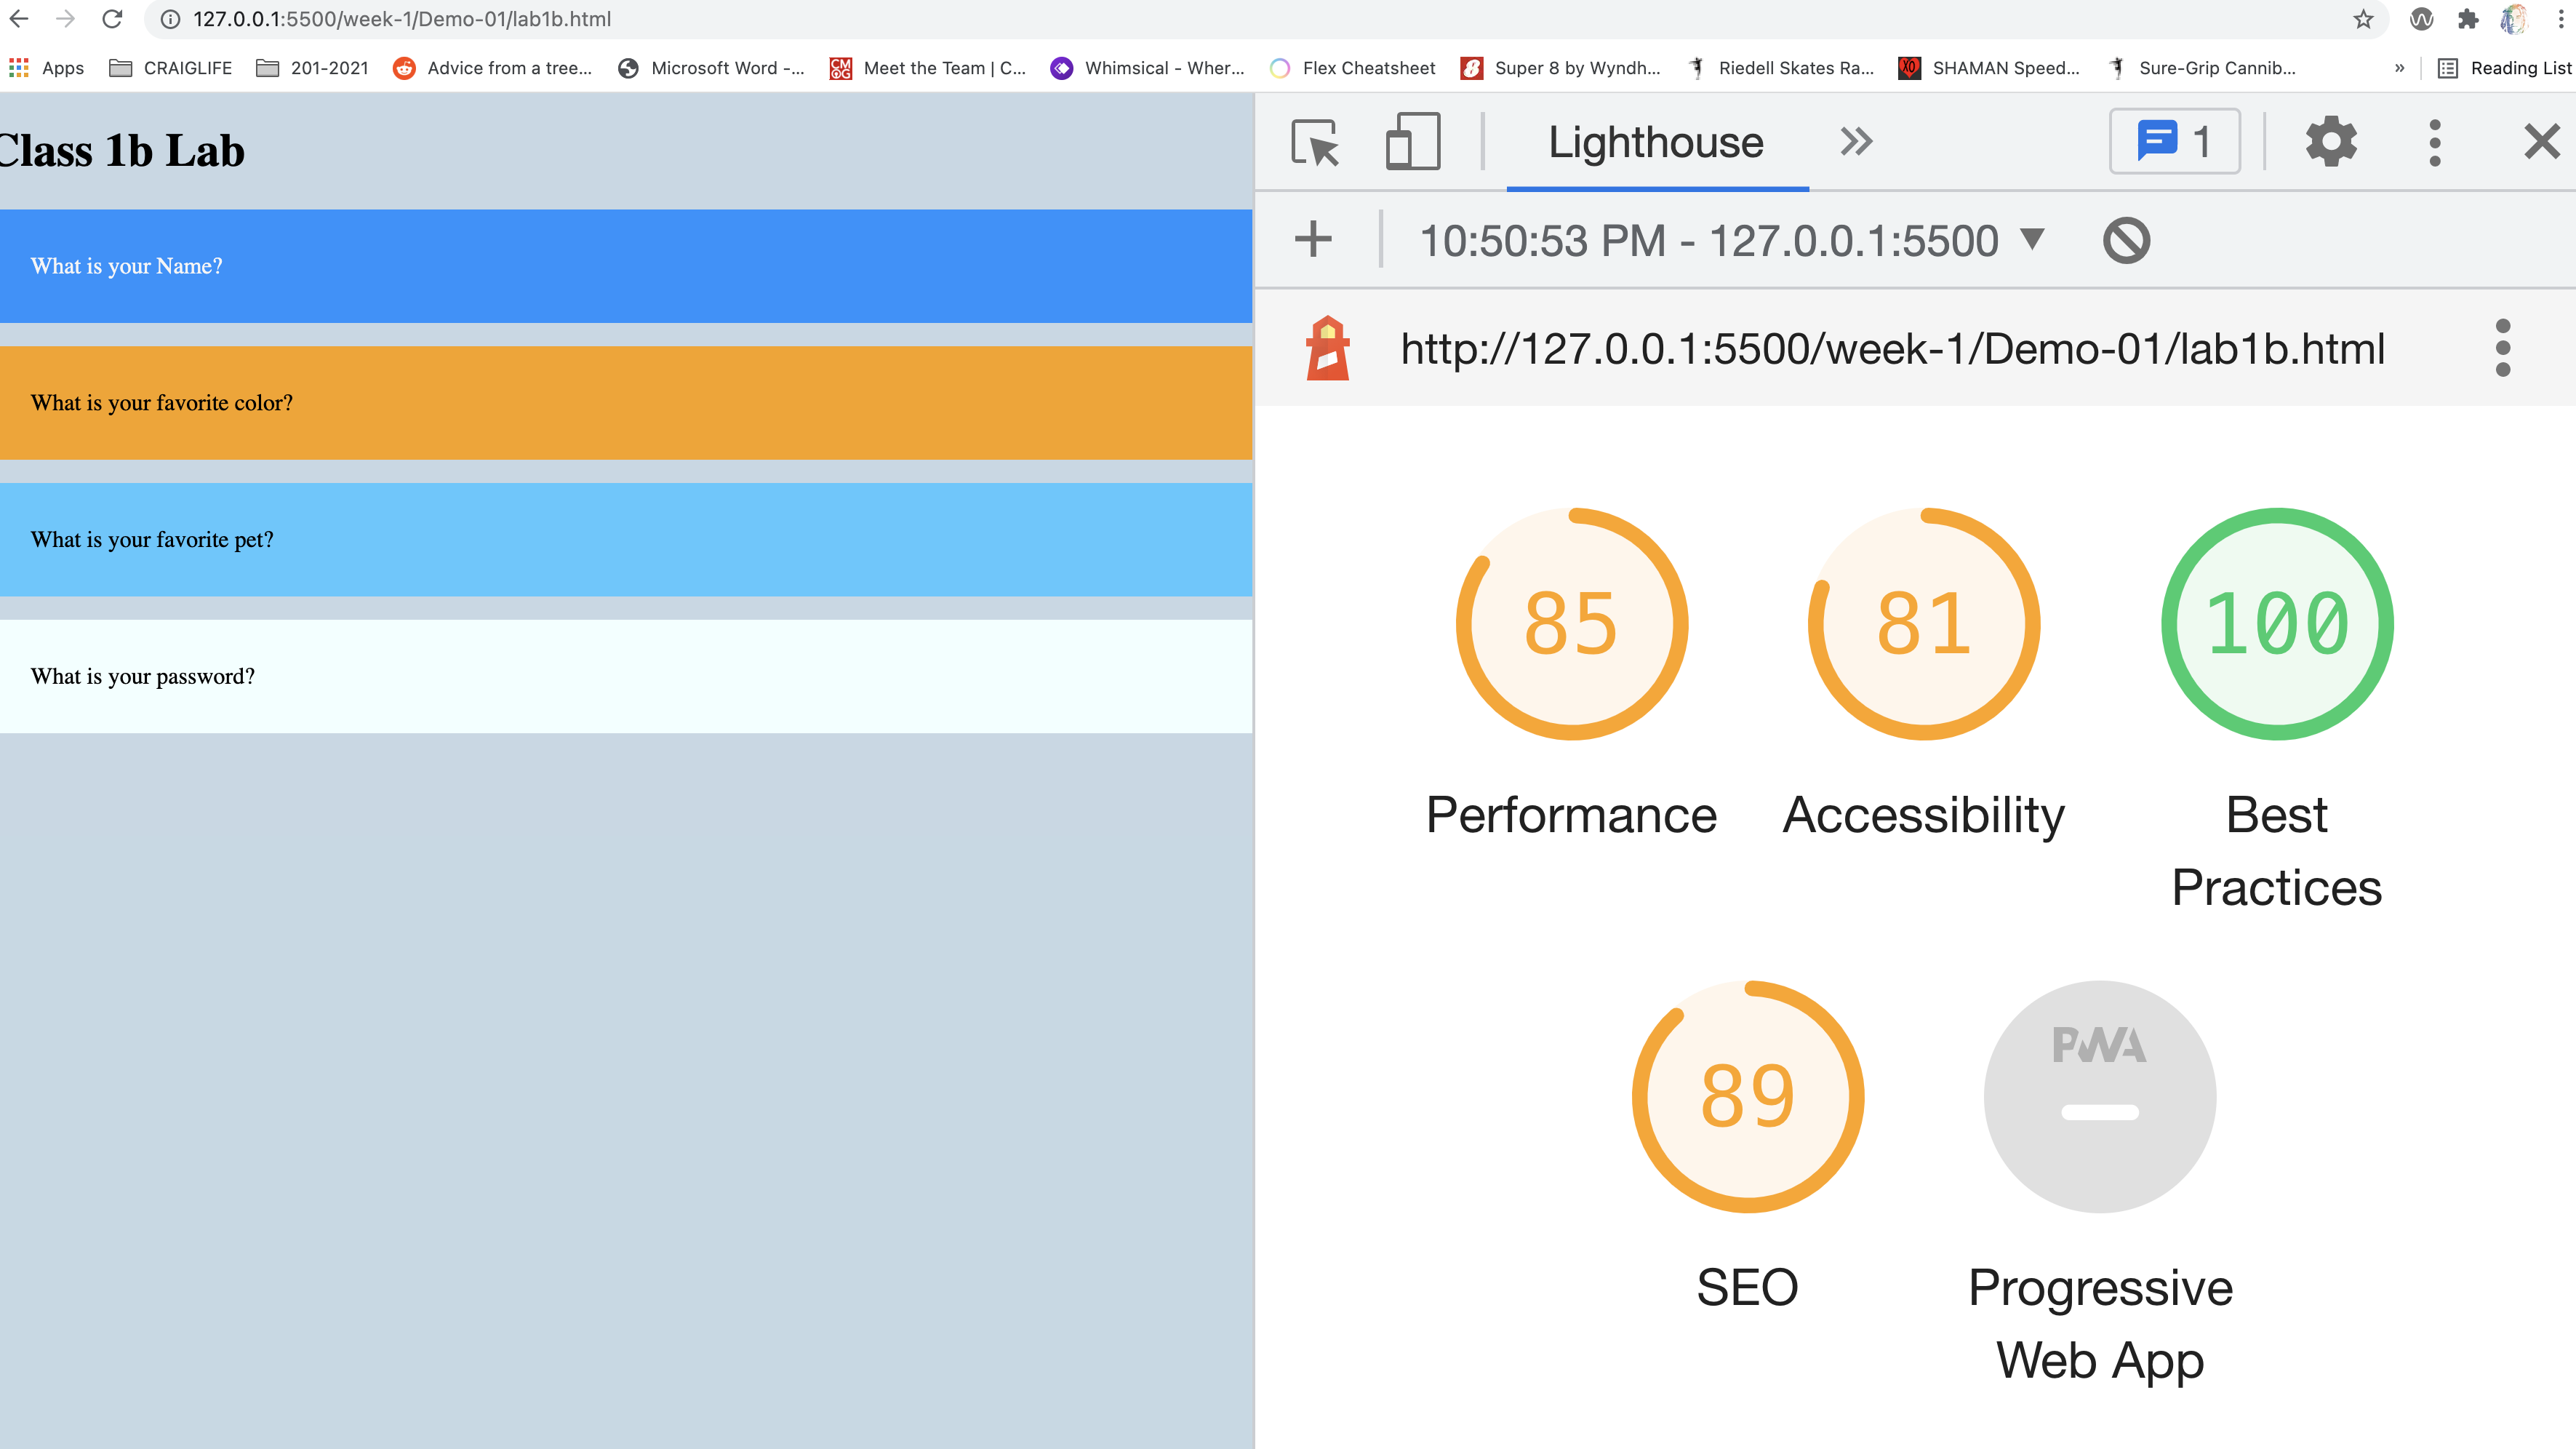 127.0.0.1:5500/week-1/Demo-01/lab1b.html
Apps CRAIGLIFE 201-2021 Advice from a tree... Microsoft Word -... Meet the Team | C... Whimsical - Wher... Flex Cheatsheet Super 8 by Wyndh... Riedell Skates Ra... SHAMAN Speed... Sure-Grip Cannib... » Reading List
Class 1b Lab
What is your Name?
What is your favorite color?
What is your favorite pet?
What is your password?
Lighthouse 1
10:50:53 PM - 127.0.0.1:5500
http://127.0.0.1:5500/week-1/Demo-01/lab1b.html
85 81 100
Performance Accessibility Best
Practices
89 PWA
SEO Progressive
Web App